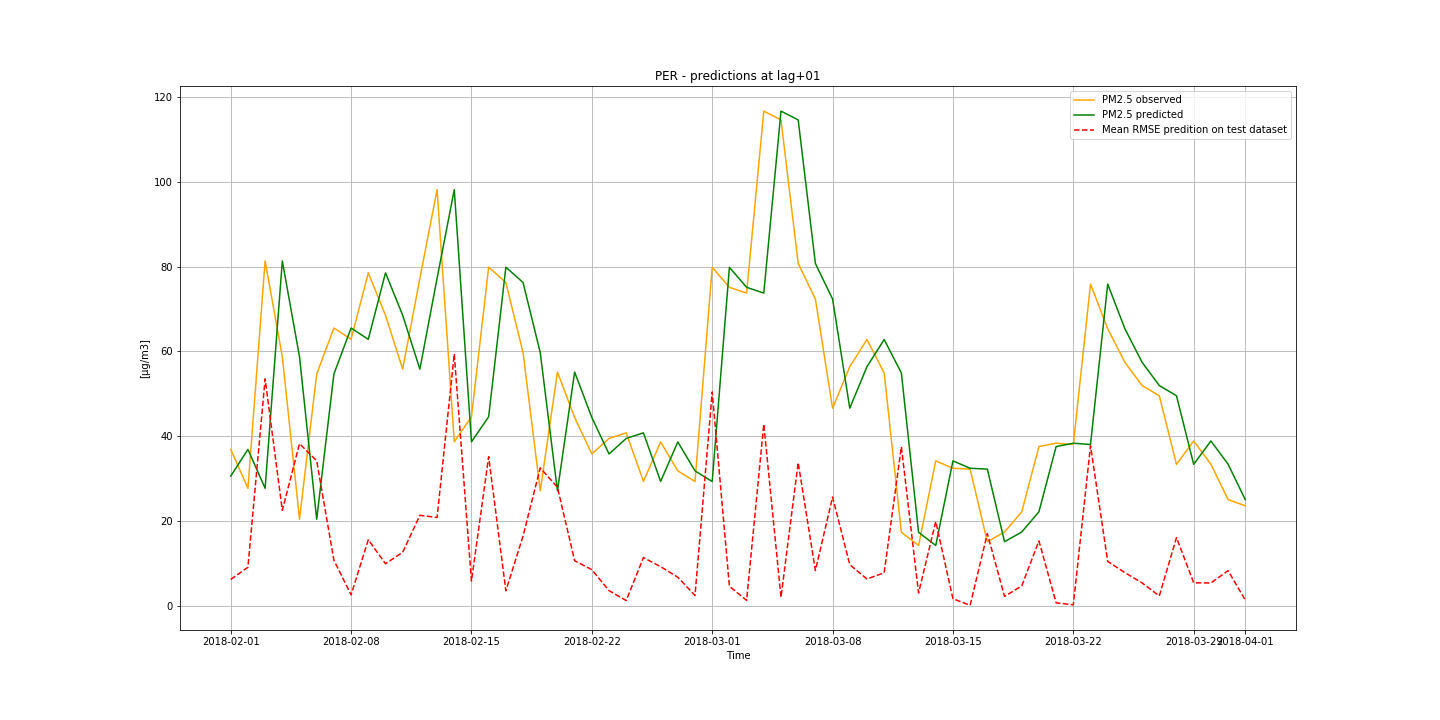 PER - predictions at lag+01
PM2.5 observed
PM2.5 predicted
Mean RMSE predition on test dataset
[µg/m3]
120
100
80
60
40
20
0
2018-02-01 2018-02-08 2018-02-15 2018-02-22 2018-03-01 2018-03-08 2018-03-15 2018-03-22 2018-03-29 2018-04-01
Time